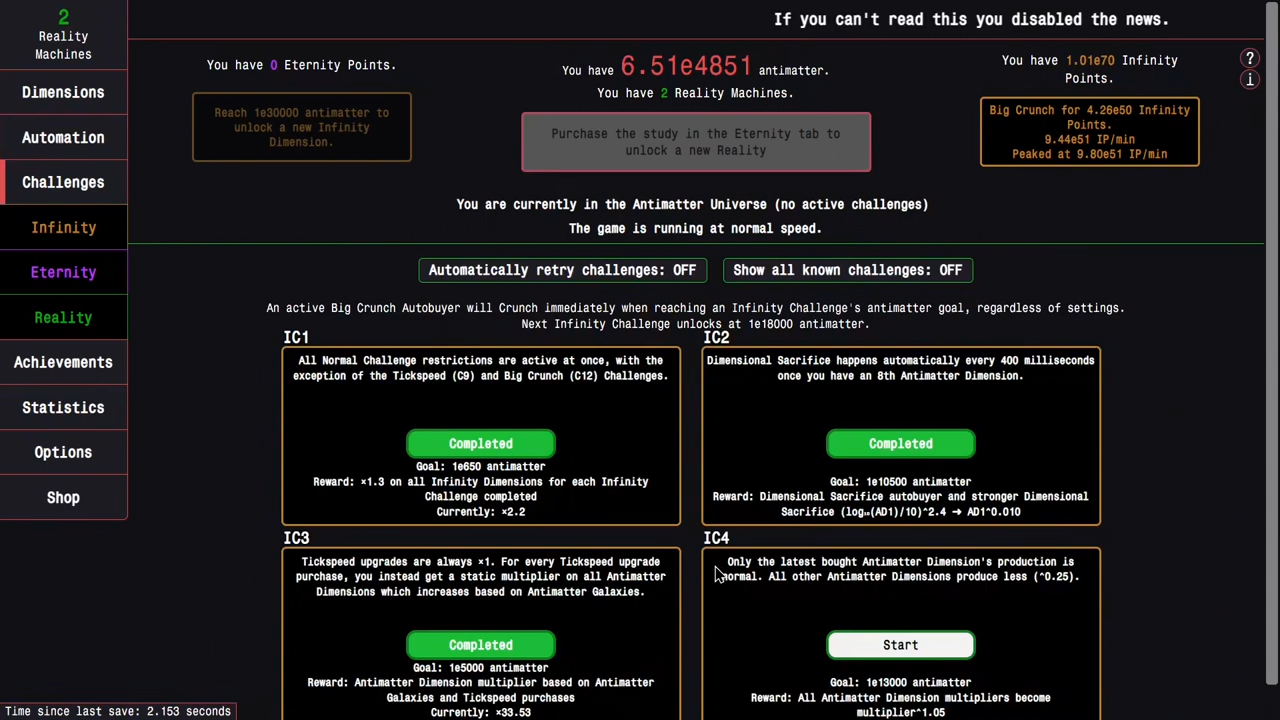 2
Reality
Machines
Dimensions
Automation
Challenges
Infinity
Eternity
Reality
Achievements
Statistics
Options
Shop
If you can't read this you disabled the news.
You have 0 Eternity Points.
Reach 1e30000 antimatter to
unlock a new Infinity
Dimension.
You have 6.51e4851 antimatter.
You have 2 Reality Machines.
Purchase the study in the Eternity tab to
unlock a new Reality
You have 1.01e70 Infinity
Points.
Big Crunch for 4.26e50 Infinity
Points.
9.44e51 IP/min
Peaked at 9.80e51 IP/min
?
i
You are currently in the Antimatter Universe (no active challenges)
The game is running at normal speed.
Automatically retry challenges: OFF
Show all known challenges: OFF
An active Big Crunch Autobuyer will Crunch immediately when reaching an Infinity Challenge's antimatter goal, regardless of settings.
Next Infinity Challenge unlocks at 1e18000 antimatter.
IC1
All Normal Challenge restrictions are active at once, with the
exception of the Tickspeed (C9) and Big Crunch (C12) Challenges.
Completed
Goal: 1e650 antimatter
Reward: ×1.3 on all Infinity Dimensions for each Infinity
Challenge completed
Currently: ×2.2
IC2
Dimensional Sacrifice happens automatically every 400 milliseconds
once you have an 8th Antimatter Dimension.
Completed
Goal: 1e10500 antimatter
Reward: Dimensional Sacrifice autobuyer and stronger Dimensional
Sacrifice (log₁₀(AD1)/10)^2.4 → AD1^0.010
IC3
Tickspeed upgrades are always ×1. For every Tickspeed upgrade
purchase, you instead get a static multiplier on all Antimatter
Dimensions which increases based on Antimatter Galaxies.
Completed
Goal: 1e5000 antimatter
Reward: Antimatter Dimension multiplier based on Antimatter
Galaxies and Tickspeed purchases
Currently: ×33.53
IC4
Only the latest bought Antimatter Dimension's production is
normal. All other Antimatter Dimensions produce less (^0.25).
Start
Goal: 1e13000 antimatter
Reward: All Antimatter Dimension multipliers become
multiplier^1.05
Time since last save: 2.153 seconds